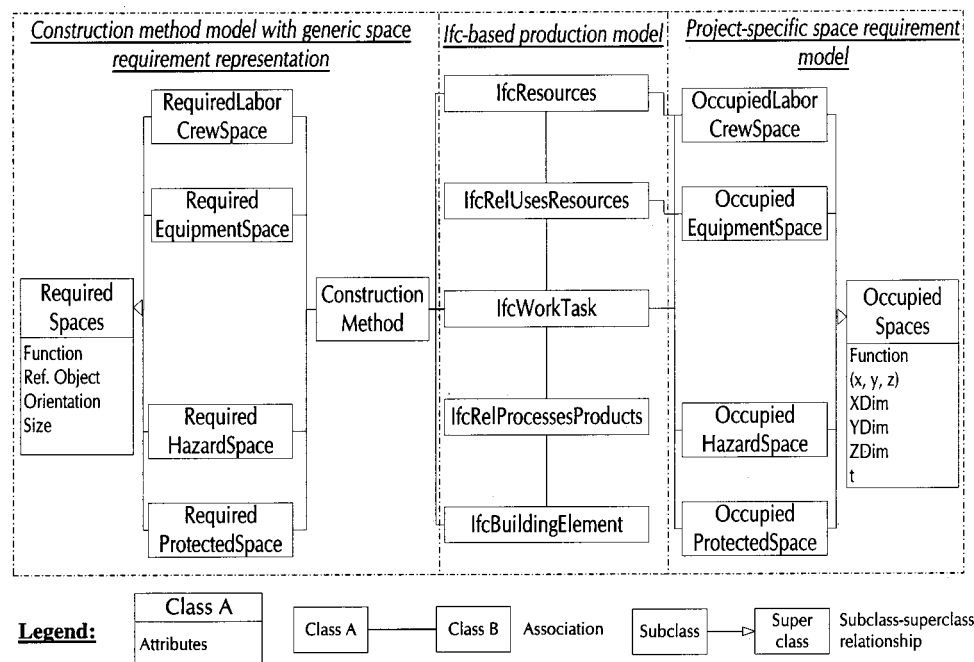 Construction method model with generic space
requirement representation
RequiredLabor
CrewSpace
Required
EquipmentSpace
Required
Spaces
Function
Ref. Object
Orientation
Size
Construction
Method
Required
HazardSpace
Required
ProtectedSpace
Ifc-based production model
IfcResources
IfcRelUsesResources
IfcWorkTask
IfcRelProcessesProducts
IfcBuildingElement
Project-specific space requirement
model
OccupiedLabor
CrewSpace
Occupied
EquipmentSpace
Occupied
Spaces
Function
(x, y, z)
XDim
YDim
ZDim
t
Occupied
HazardSpace
Occupied
ProtectedSpace
Legend:
Class A
Attributes
Class A
Class B
Association
Subclass
Super
class
Subclass-superclass
relationship